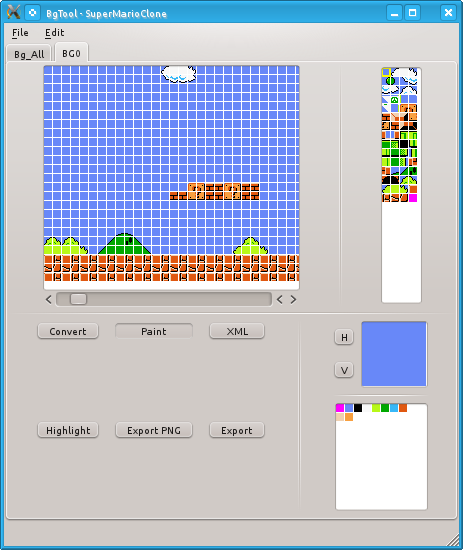 BgTool - SuperMarioClone
File Edit
Bg_All BG0
Convert Paint XML
H
V
Highlight Export PNG Export